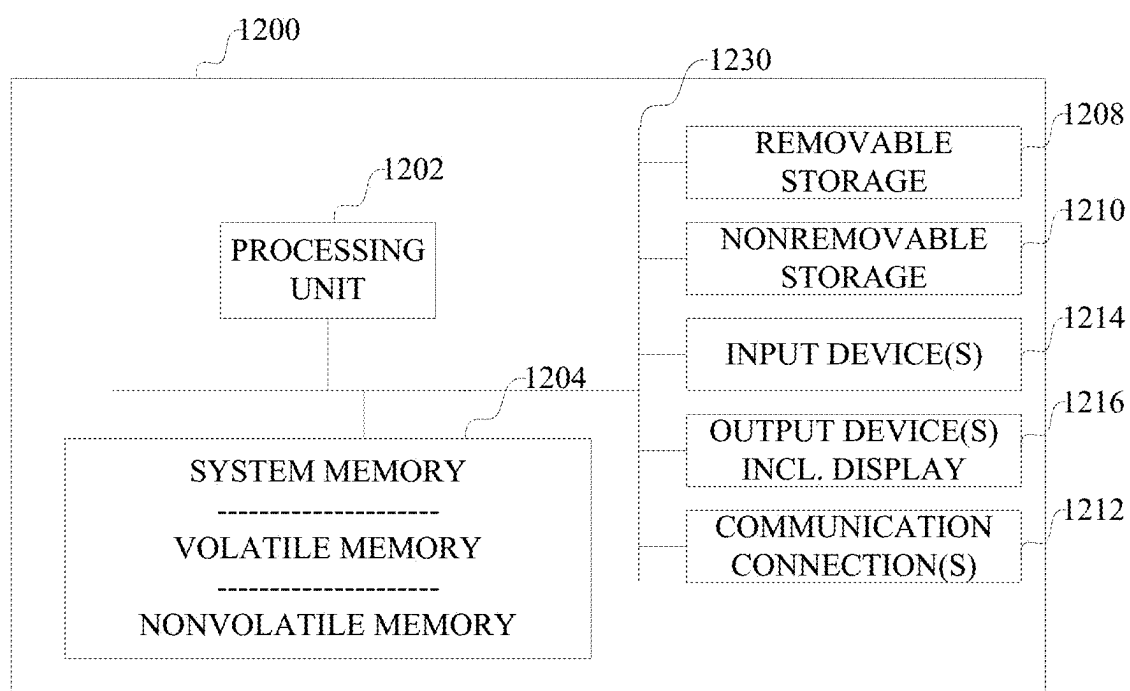 1200
1230
1208
REMOVABLE
STORAGE
1202
PROCESSING
UNIT
1210
NONREMOVABLE
STORAGE
1214
INPUT DEVICE(S)
1204
1216
OUTPUT DEVICE(S)
INCL. DISPLAY
SYSTEM MEMORY
---------------------
VOLATILE MEMORY
---------------------
NONVOLATILE MEMORY
1212
COMMUNICATION
CONNECTION(S)